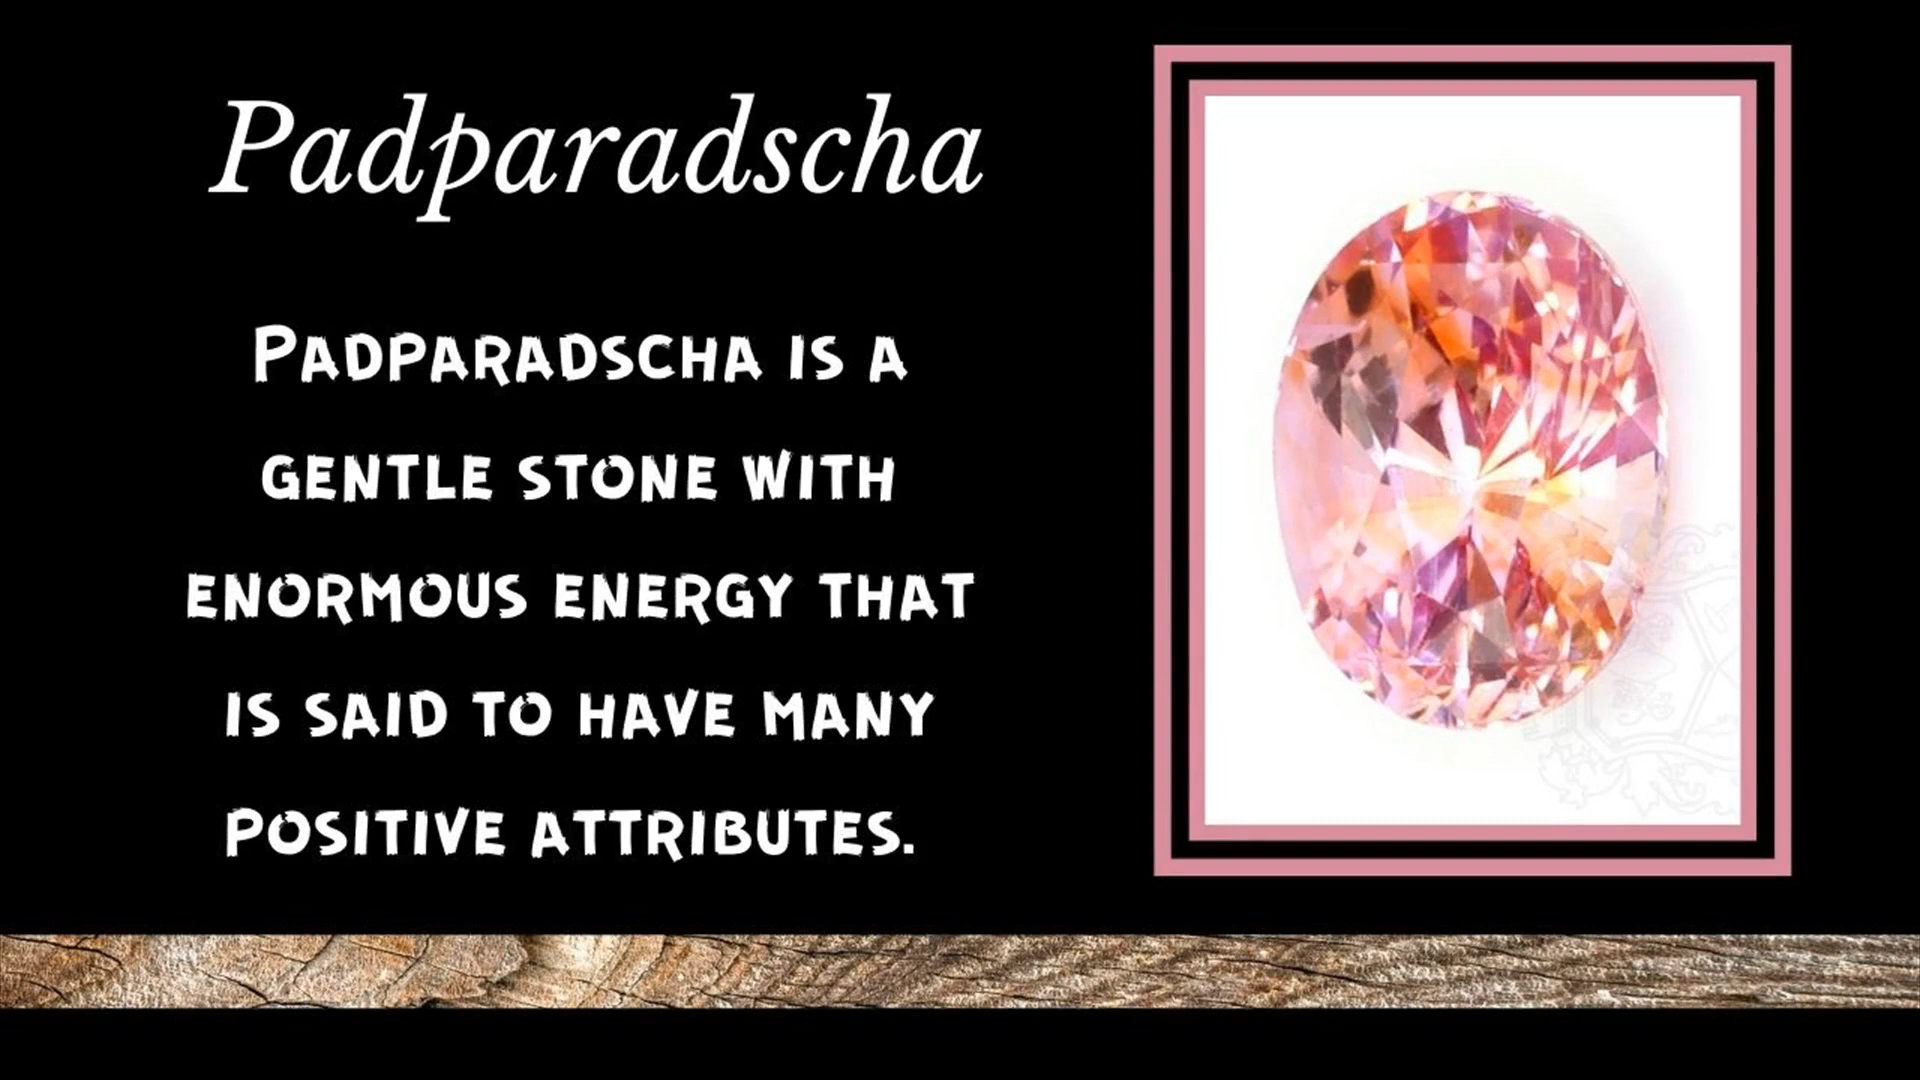 Padparadscha
Padparadscha is a
gentle stone with
enormous energy that
is said to have many
positive attributes.